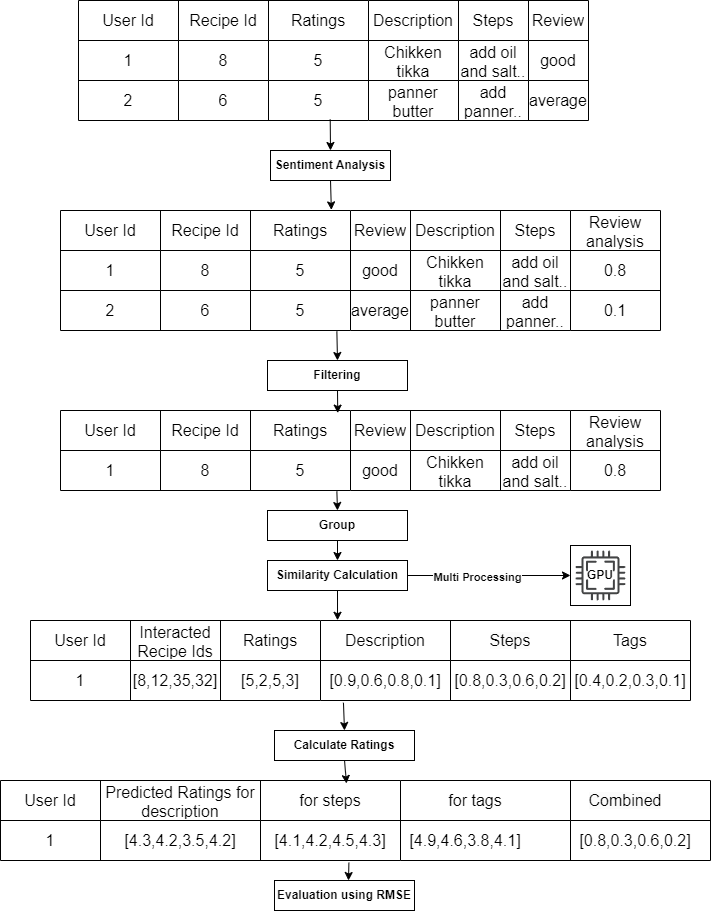 User Id Recipe Id Ratings Description Steps Review
1 8 5 Chikken tikka add oil and salt.. good
2 6 5 panner butter add panner.. average
Sentiment Analysis
User Id Recipe Id Ratings Review Description Steps Review analysis
1 8 5 good Chikken tikka add oil and salt.. 0.8
2 6 5 average panner butter add panner.. 0.1
Filtering
User Id Recipe Id Ratings Review Description Steps Review analysis
1 8 5 good Chikken tikka add oil and salt.. 0.8
Group
Similarity Calculation Multi Processing GPU
User Id Interacted Recipe Ids Ratings Description Steps Tags
1 [8,12,35,32] [5,2,5,3] [0.9,0.6,0.8,0.1] [0.8,0.3,0.6,0.2] [0.4,0.2,0.3,0.1]
Calculate Ratings
User Id Predicted Ratings for description for steps for tags Combined
1 [4.3,4.2,3.5,4.2] [4.1,4.2,4.5,4.3] [4.9,4.6,3.8,4.1] [0.8,0.3,0.6,0.2]
Evaluation using RMSE